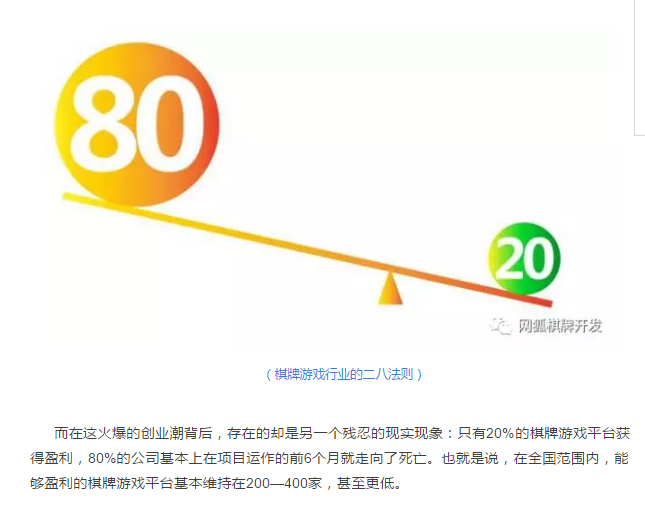 80
20
网狐棋牌开发
（棋牌游戏行业的二八法则）
而在这火爆的创业潮背后，存在的却是另一个残忍的现实现象：只有20%的棋牌游戏平台获
得盈利，80%的公司基本上在项目运作的前6个月就走向了死亡。也就是说，在全国范围内，能
够盈利的棋牌游戏平台基本维持在200—400家，甚至更低。